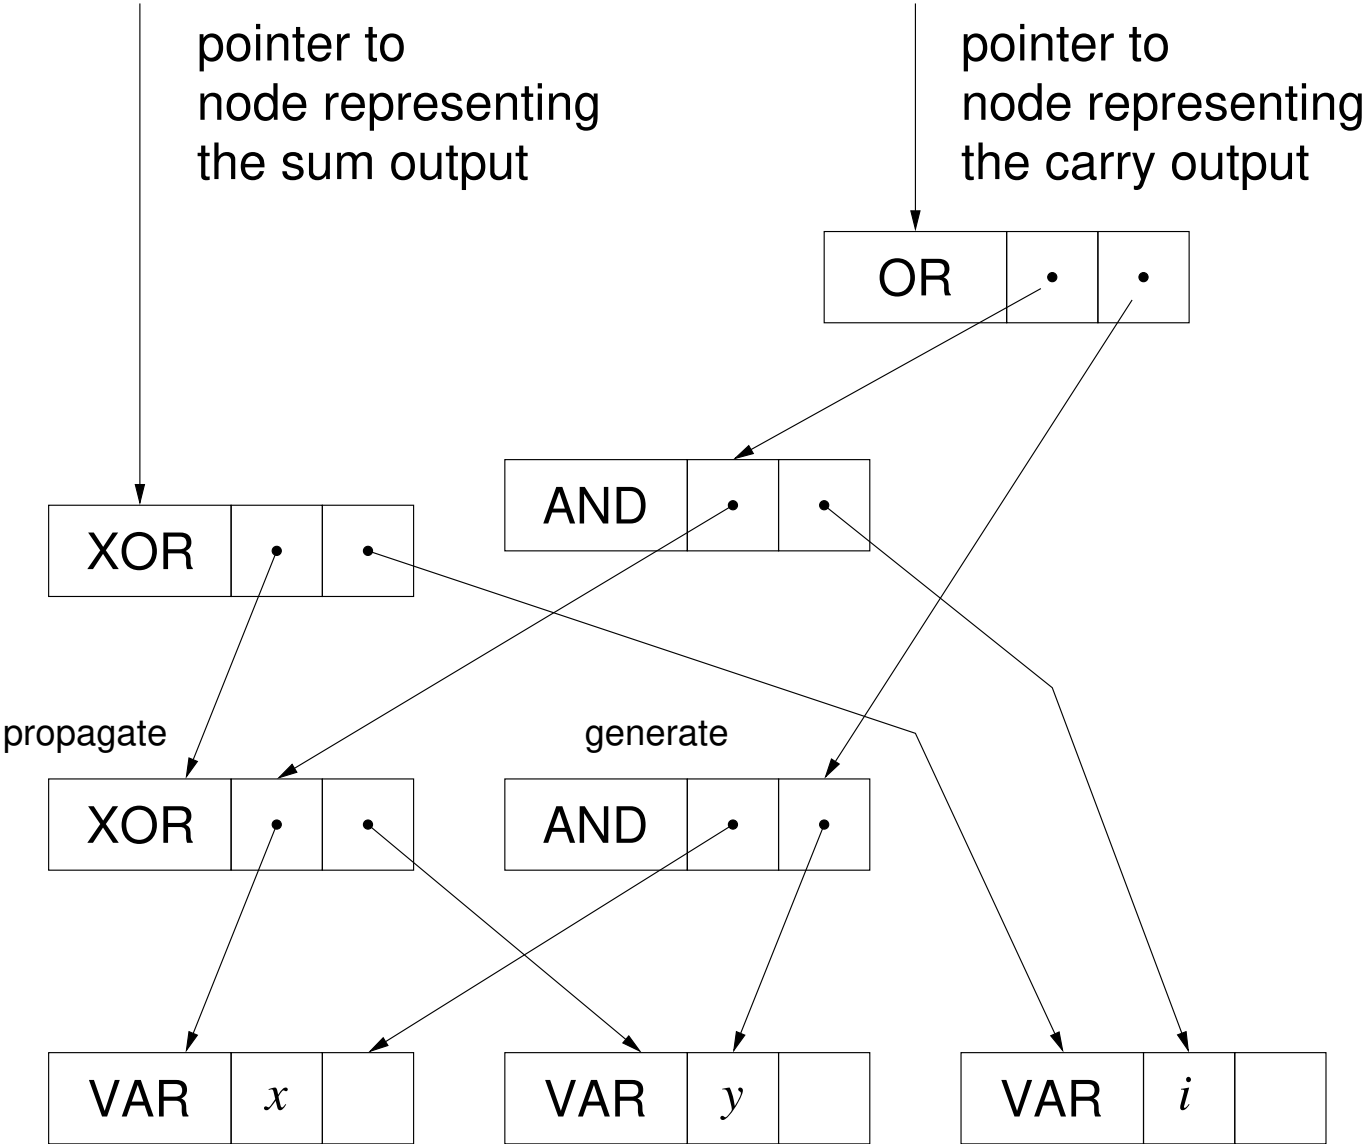 pointer to
node representing
the sum output
pointer to
node representing
the carry output
OR
AND
XOR
propagate
generate
XOR
AND
VAR x
VAR y
VAR i